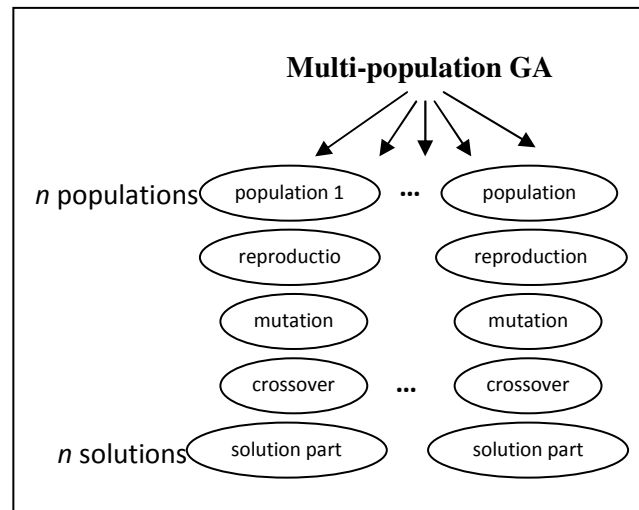 Multi-population GA
n populations population 1 ... population
reproductio reproduction
mutation mutation
crossover ... crossover
n solutions solution part solution part